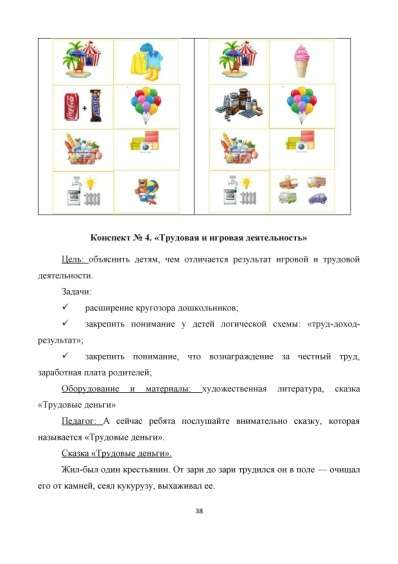 Coca-Cola
+
Конспект № 4. «Трудовая и игровая деятельность»
Цель: объяснить детям, чем отличается результат игровой и трудовой
деятельности.
Задачи:
✓ расширение кругозора дошкольников;
✓ закрепить понимание у детей логической схемы: «труд-доход-
результат»;
✓ закрепить понимание, что вознаграждение за честный труд,
заработная плата родителей;
Оборудование и материалы: художественная литература, сказка
«Трудовые деньги»
Педагог: А сейчас ребята послушайте внимательно сказку, которая
называется «Трудовые деньги».
Сказка «Трудовые деньги».
Жил-был один крестьянин. От зари до зари трудился он в поле — очищал
его от камней, сеял кукурузу, выхаживал ее.
38